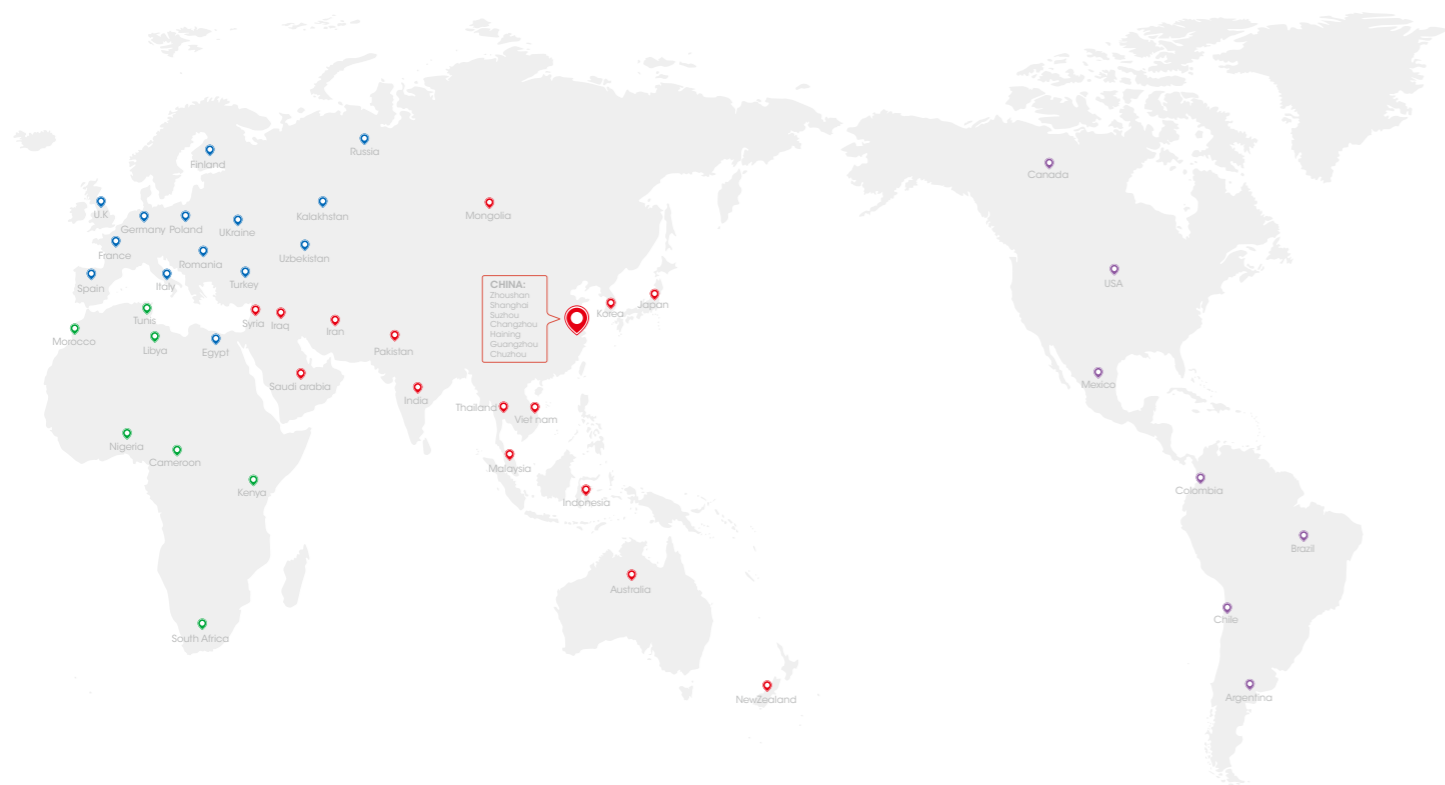 Russia
Finland
Canada
Kalakhstan
U.K
Mongolia
Germany
Poland
UKraine
France
Romania
Uzbekistan
Spain
Italy
Turkey
USA
CHINA:
Zhoushan
Shanghai
Suzhou
Changzhou
Haining
Guangzhou
Chuzhou
Korea
Japan
Tunis
Syria
Iraq
Iran
Morocco
Libya
Egypt
Pakistan
Saudi arabia
Mexico
India
Thailand
Viet nam
Nigeria
Cameroon
Malaysia
Kenya
Colombia
Indonesia
Brazil
Australia
Chile
South Africa
NewZealand
Argentina